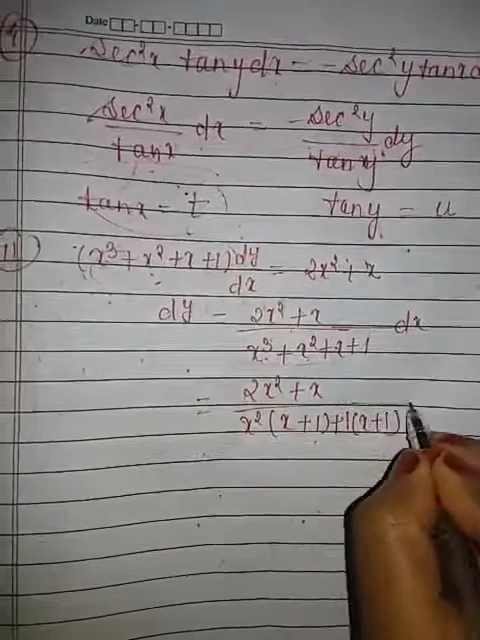 Date
sec²x tany dx = -sec²y tanx d
sec²x/tanx dx = -sec²y/tany dy
tanx = t tany = u
11) (x³+x²+x+1)dy/dx = 2x²+x
dy = 2x²+x/x³+x²+x+1 dx
= 2x²+x/x²(x+1)+1(x+1)